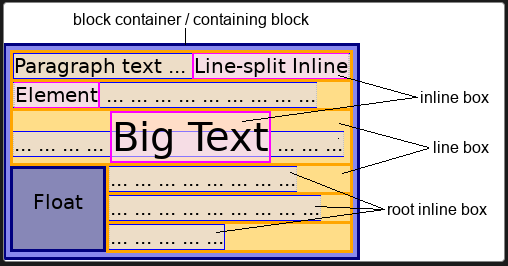 block container / containing block
Paragraph text ... Line-split Inline
Element ... ... ... ... ... ... ... ...
inline box
... ... ... ... Big Text ... ... ...
line box
... ... ... ... ... ... ... ...
Float
... ... ... ... ... ... ... ... ...
root inline box
... ... ... ... ...